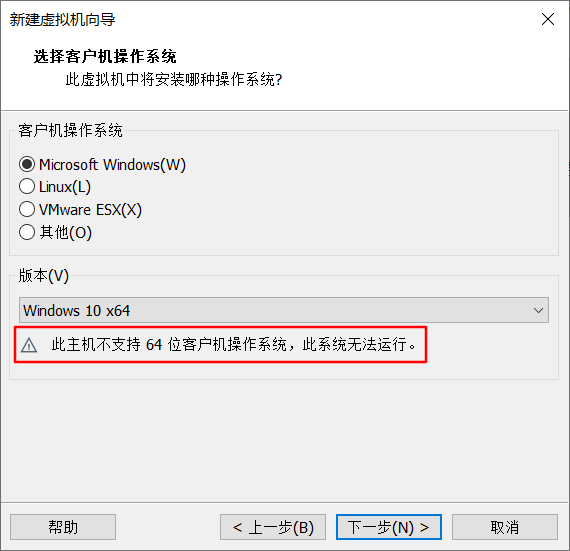 新建虚拟机向导
选择客户机操作系统
此虚拟机中将安装哪种操作系统?
客户机操作系统
Microsoft Windows(W)
Linux(L)
VMware ESX(X)
其他(O)
版本(V)
Windows 10 x64
此主机不支持 64 位客户机操作系统，此系统无法运行。
帮助
< 上一步(B)
下一步(N) >
取消